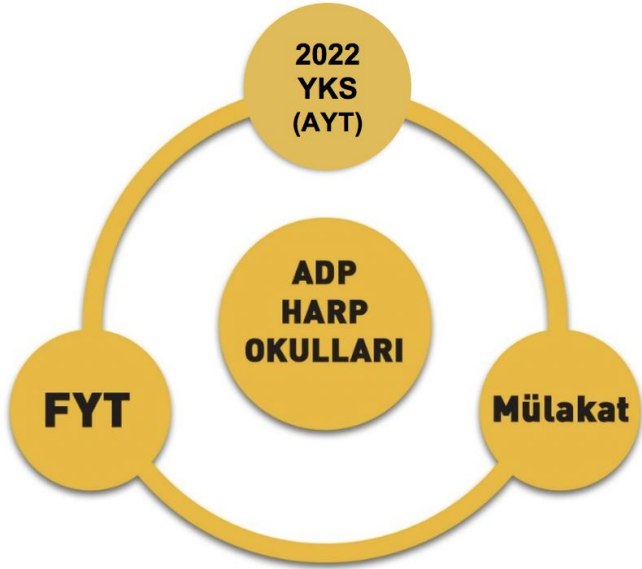 2022
YKS
(AYT)
ADP
HARP
OKULLARI
FYT
Mülakat